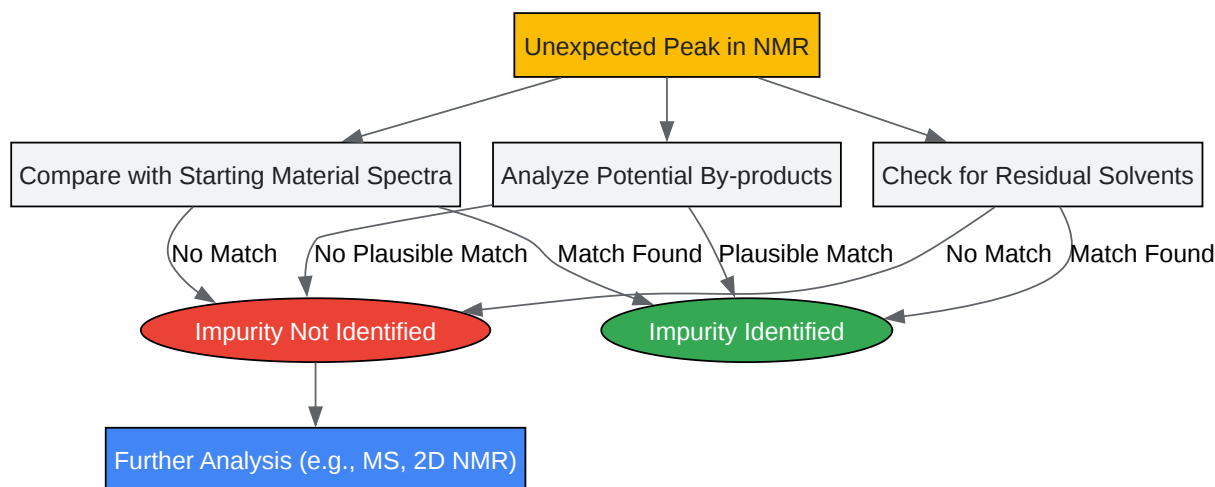 Unexpected Peak in NMR
Compare with Starting Material Spectra
Analyze Potential By-products
Check for Residual Solvents
No Match
No Plausible Match
Match Found
Plausible Match
No Match
Match Found
Impurity Not Identified
Impurity Identified
Further Analysis (e.g., MS, 2D NMR)